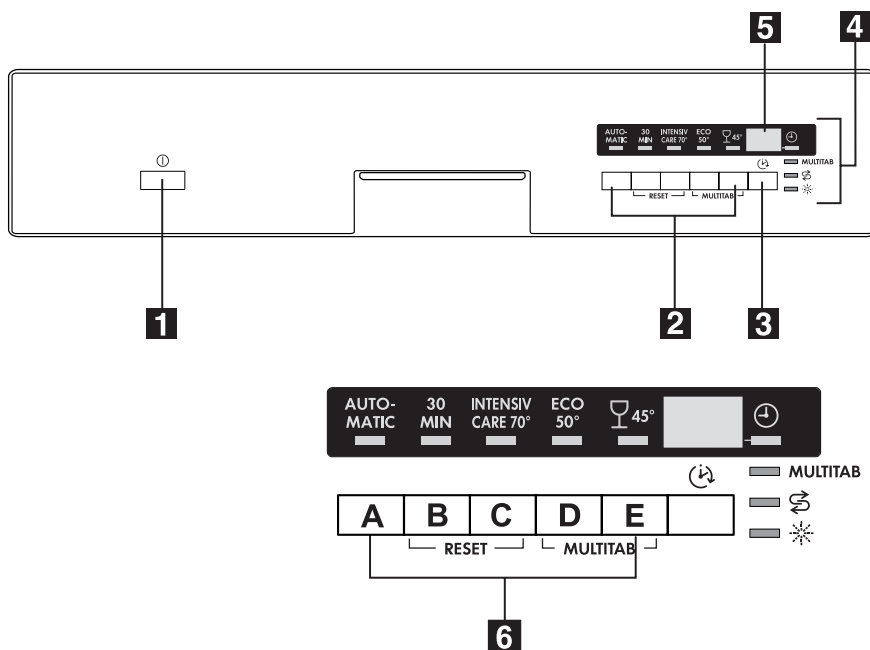 5 4
AUTO-
MATIC
30
MIN
INTENSIV
CARE 70°
ECO
50°
45°
MULTITAB
RESET MULTITAB
1 2 3
AUTO-
MATIC
30
MIN
INTENSIV
CARE 70°
ECO
50°
45°
MULTITAB
A B C D E
RESET MULTITAB
6